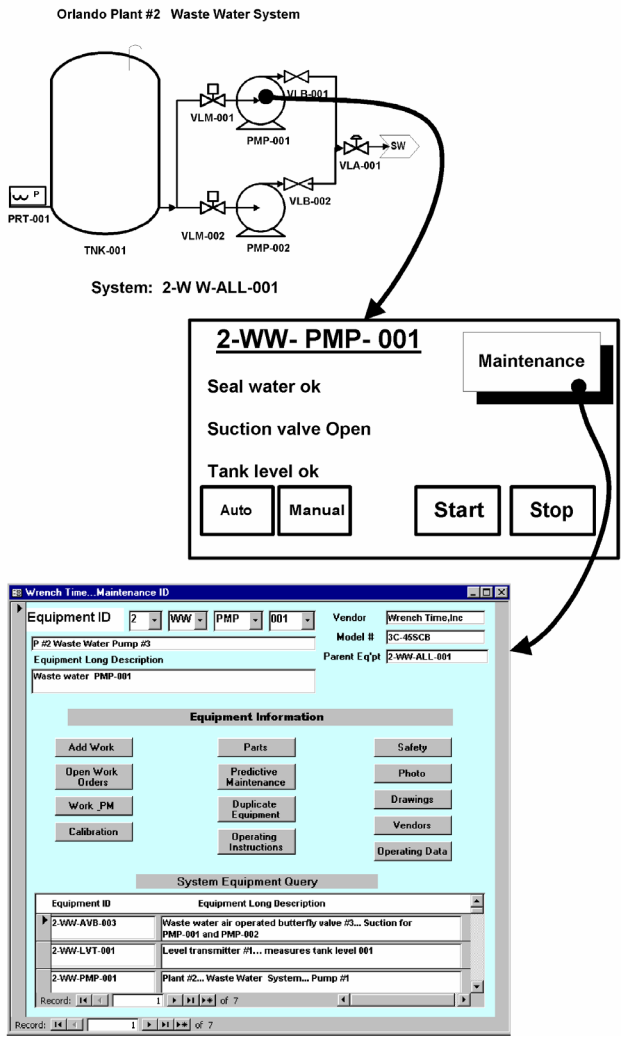 Orlando Plant #2 Waste Water System
VLB-001
VLM-001
PMP-001
SW
VLA-001
P
PRT-001
VLB-002
VLM-002
TNK-001
PMP-002
System: 2-W W-ALL-001
2-WW- PMP- 001
Maintenance
Seal water ok
Suction valve Open
Tank level ok
Auto
Manual
Start
Stop
Wrench Time...Maintenance ID
Equipment ID
2
WW
PMP
001
Vendor
Wrench Time,Inc
Model #
3C-45SCB
P #2 Waste Water Pump #3
Parent Eq'pt
2-WW-ALL-001
Equipment Long Description
Waste water PMP-001
Equipment Information
Add Work
Parts
Safety
Open Work
Orders
Predictive
Maintenance
Photo
Work _PM
Duplicate
Equipment
Drawings
Calibration
Operating
Instructions
Vendors
Operating Data
System Equipment Query
Equipment ID
Equipment Long Description
2-WW-AVB-003
Waste water air operated butterfly valve #3... Suction for
PMP-001 and PMP-002
2-WW-LVT-001
Level transmitter #1... measures tank level 001
2-WW-PMP-001
Plant #2... Waste Water System... Pump #1
Record: 1 of 7
Record: 1 of 7